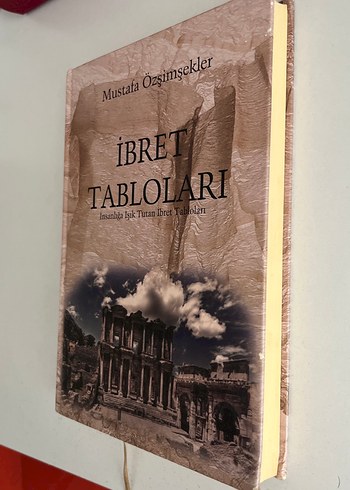 Mustafa Özşimşekler
İBRET
TABLOLARI
İnsanlığa Işık Tutan İbret Tabloları